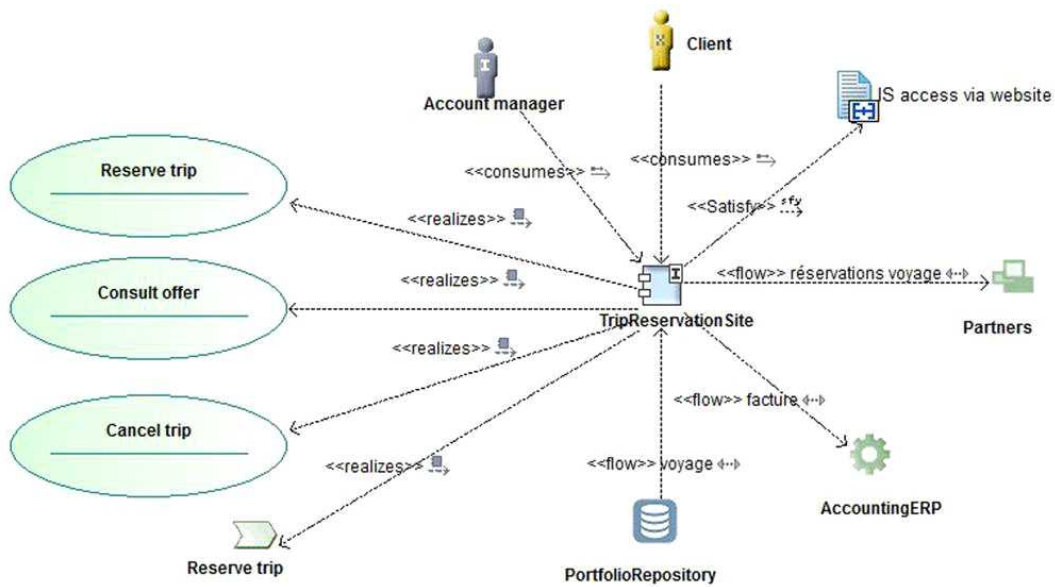 Client
Account manager
IS access via website
Reserve trip
<<consumes>>
<<consumes>>
<<realizes>>
<<Satisfy>> sfy
<<realizes>>
<<flow>> réservations voyage
Consult offer
TripReservationSite
Partners
<<realizes>>
<<flow>> facture
Cancel trip
<<realizes>>
<<flow>> voyage
AccountingERP
Reserve trip
PortfolioRepository